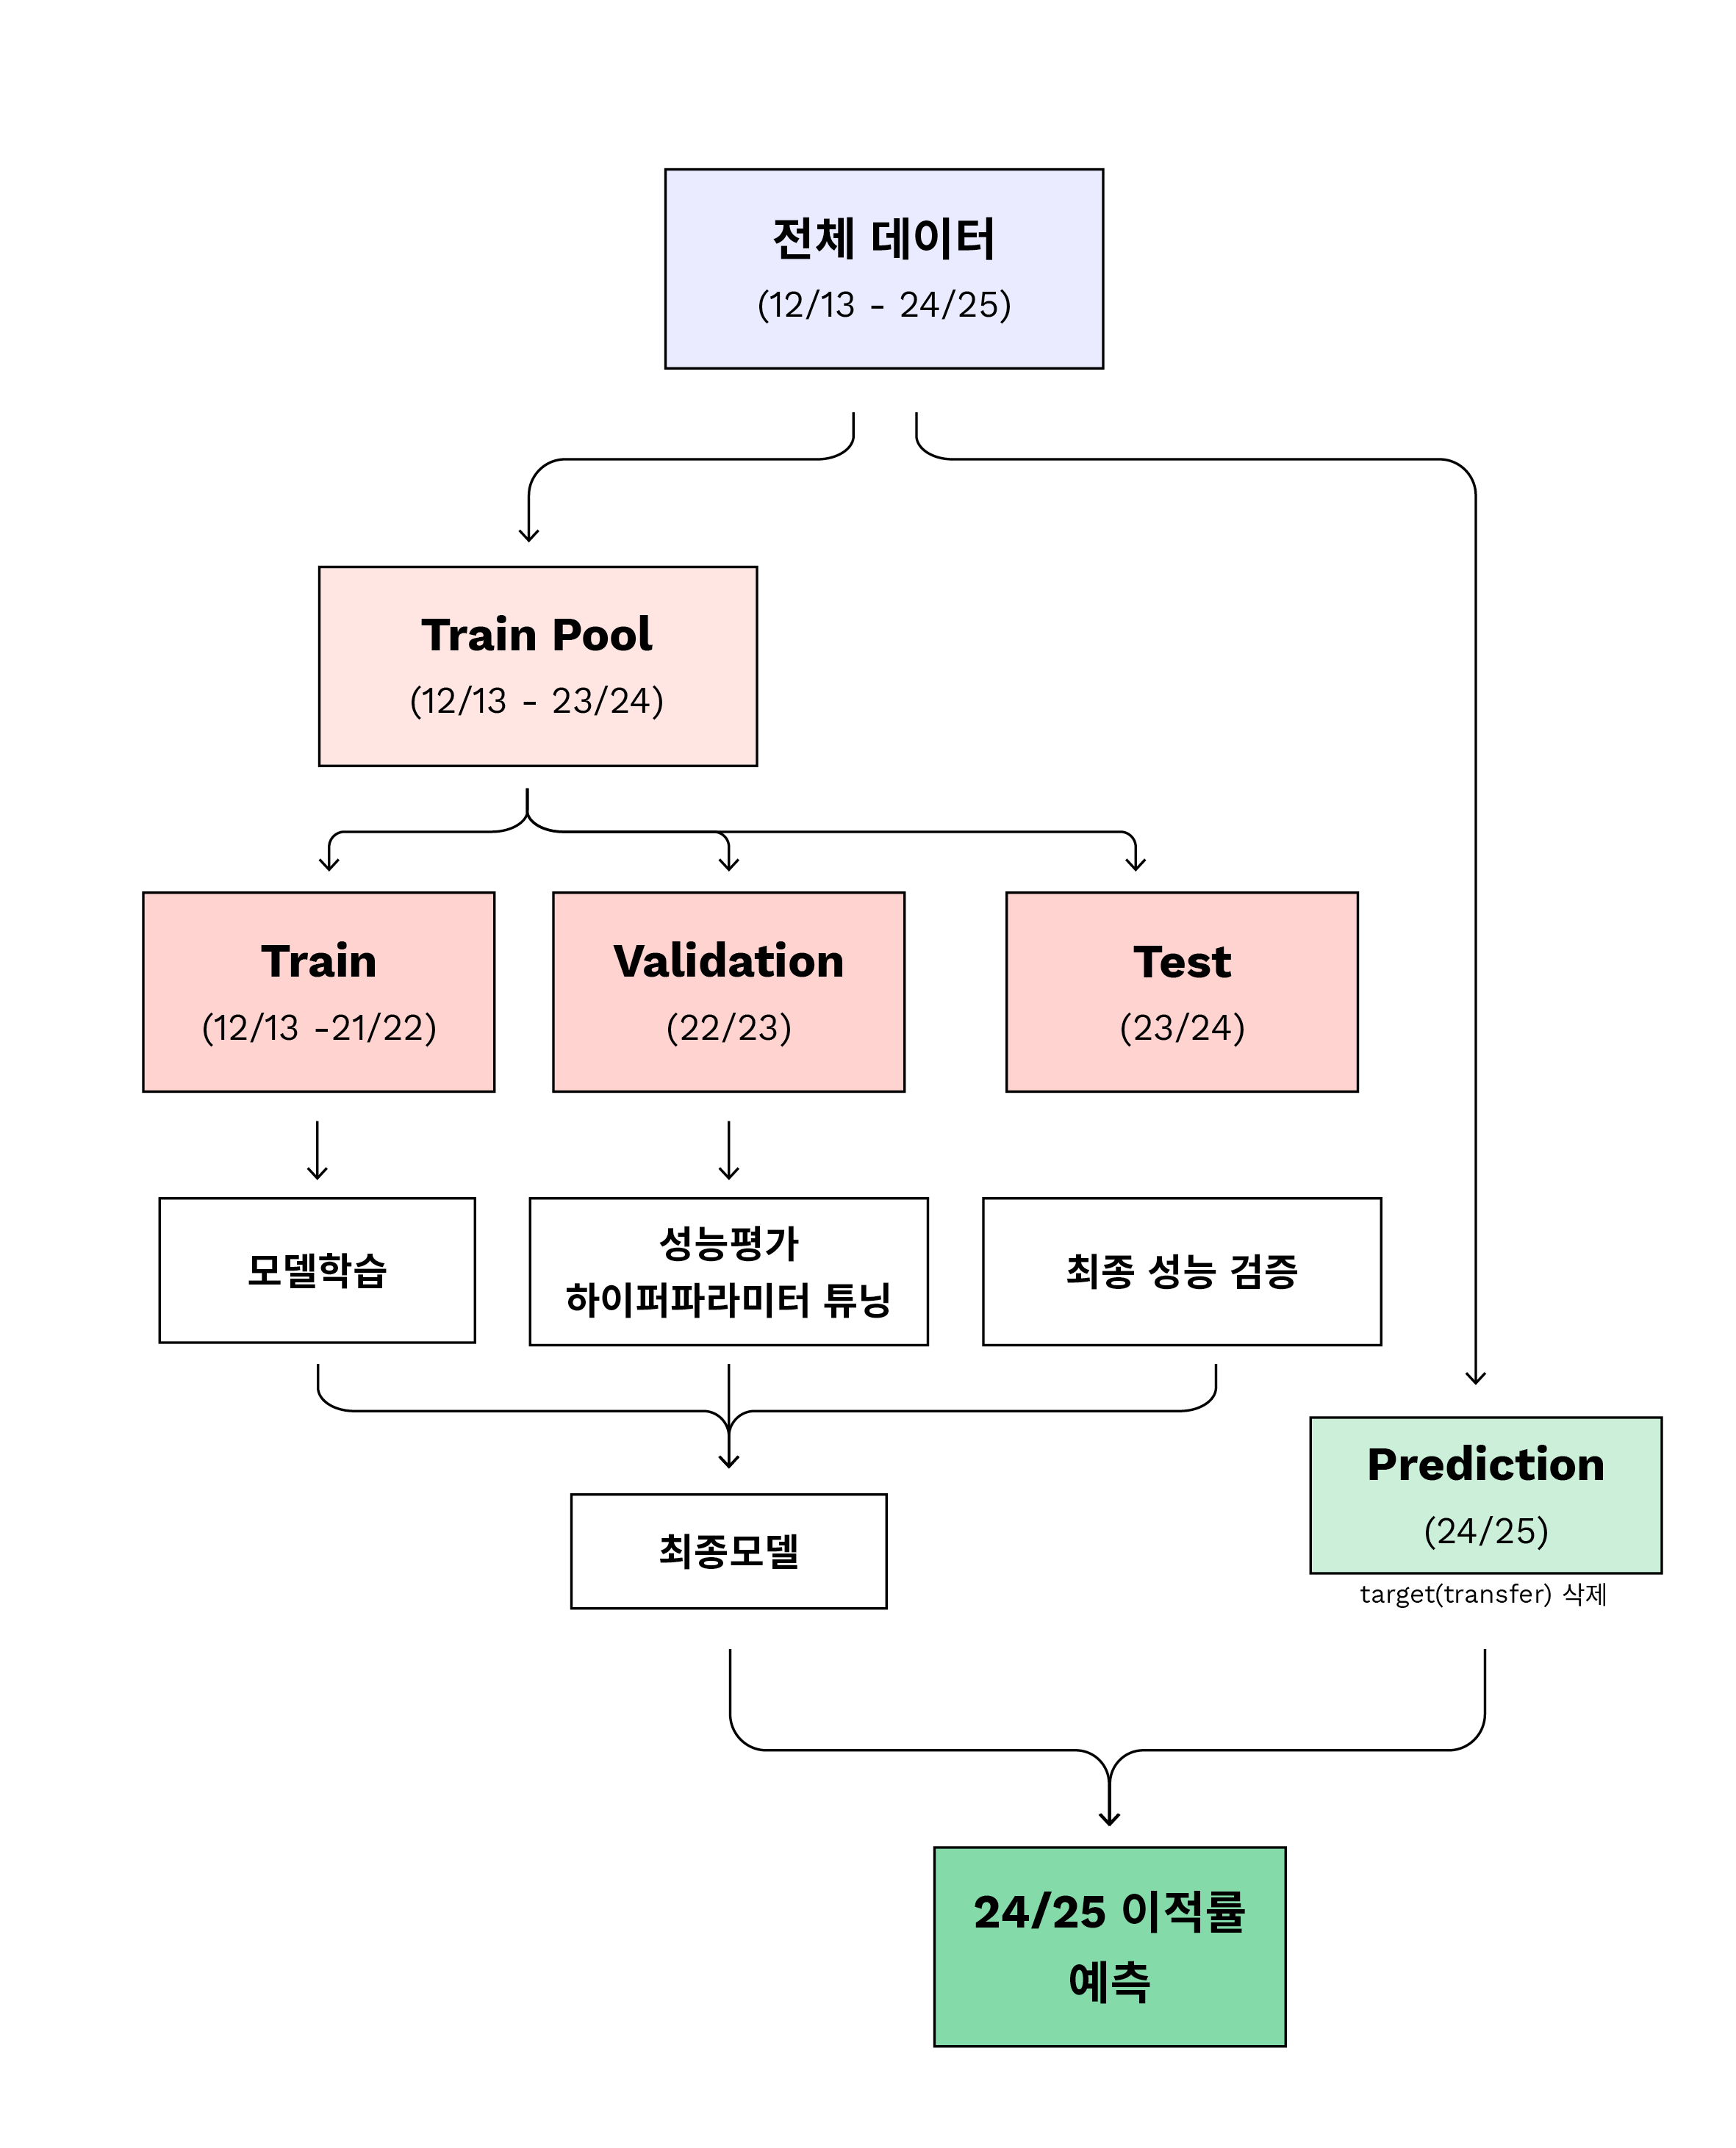 전체 데이터
(12/13 - 24/25)
Train Pool
(12/13 - 23/24)
Train
(12/13 -21/22)
Validation
(22/23)
Test
(23/24)
모델학습
성능평가
하이퍼파라미터 튜닝
최종 성능 검증
최종모델
Prediction
(24/25)
target(transfer) 삭제
24/25 이적률
예측